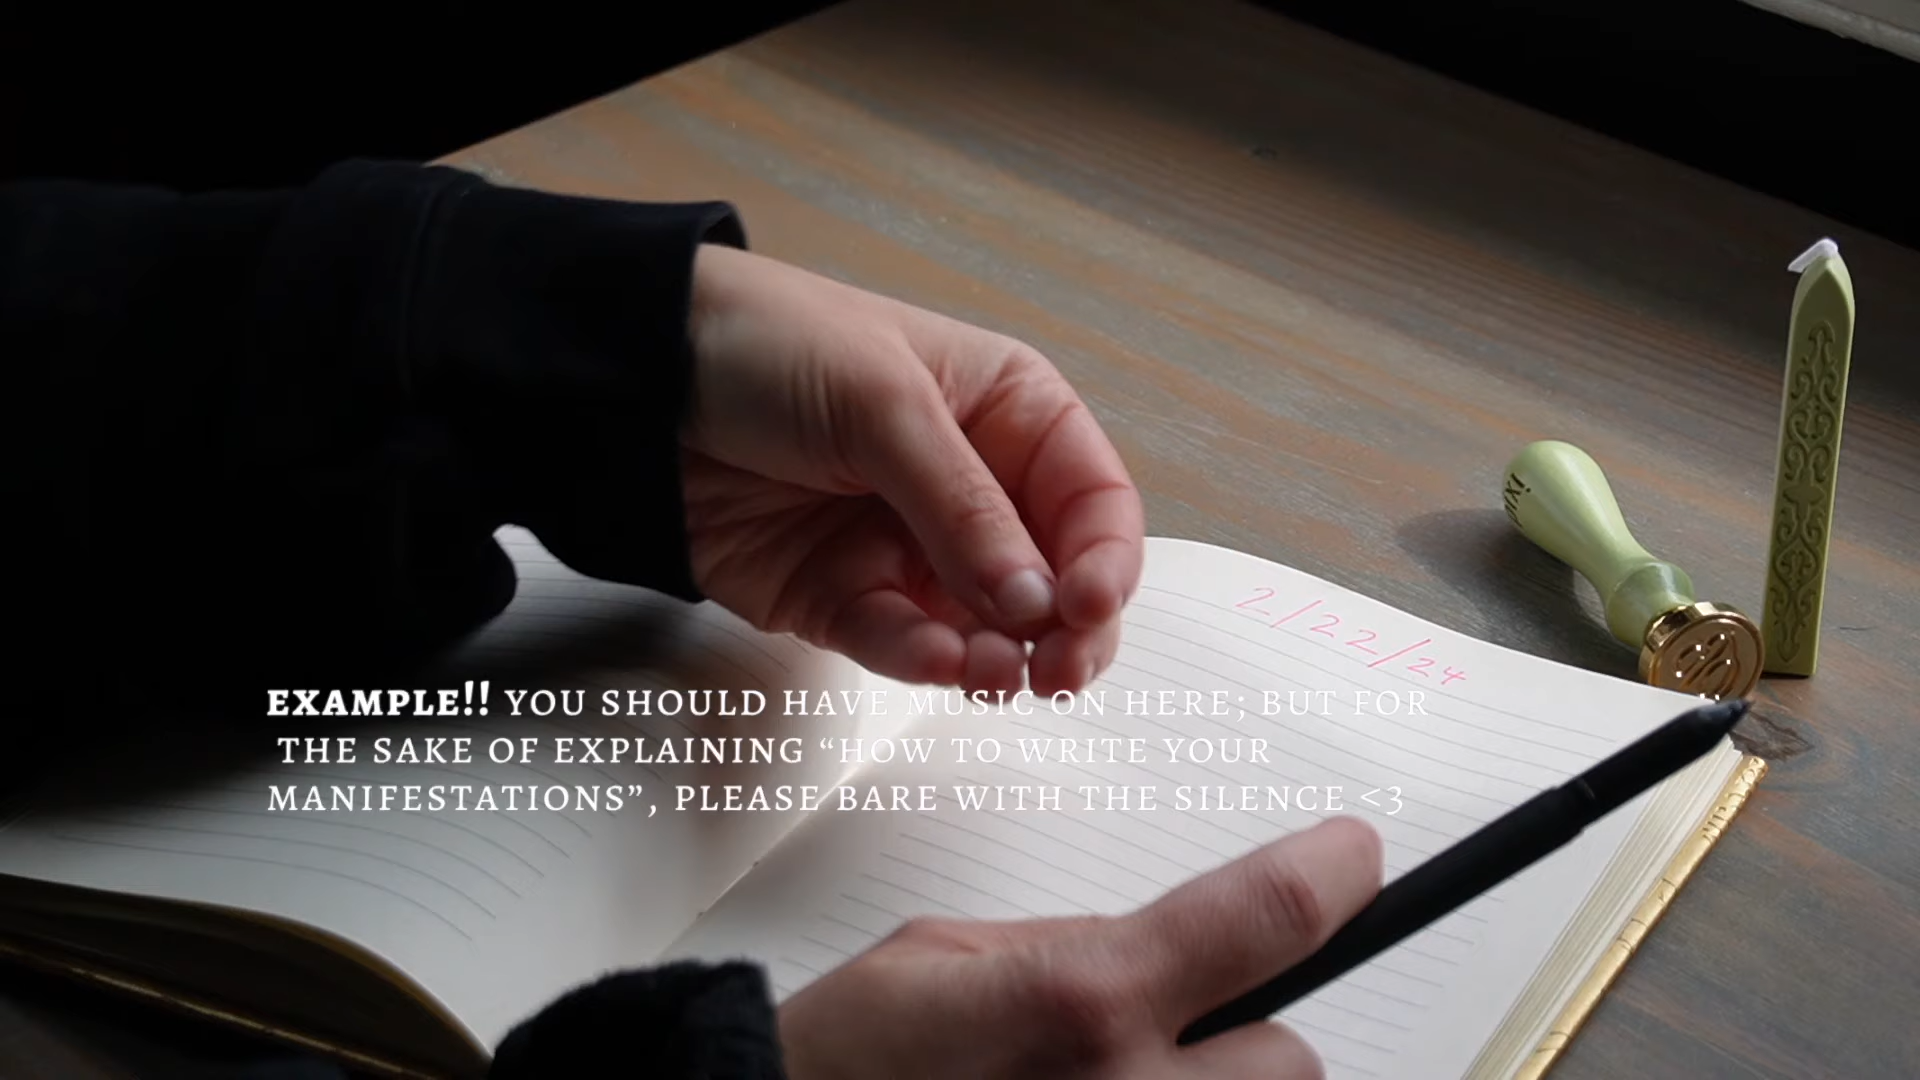 pixi
2/22/24
EXAMPLE!! YOU SHOULD HAVE MUSIC ON HERE; BUT FOR
THE SAKE OF EXPLAINING “HOW TO WRITE YOUR
MANIFESTATIONS”, PLEASE BARE WITH THE SILENCE <3